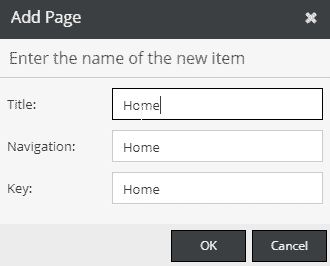 Add Page
Enter the name of the new item
Title: Home
Navigation: Home
Key: Home
OK Cancel